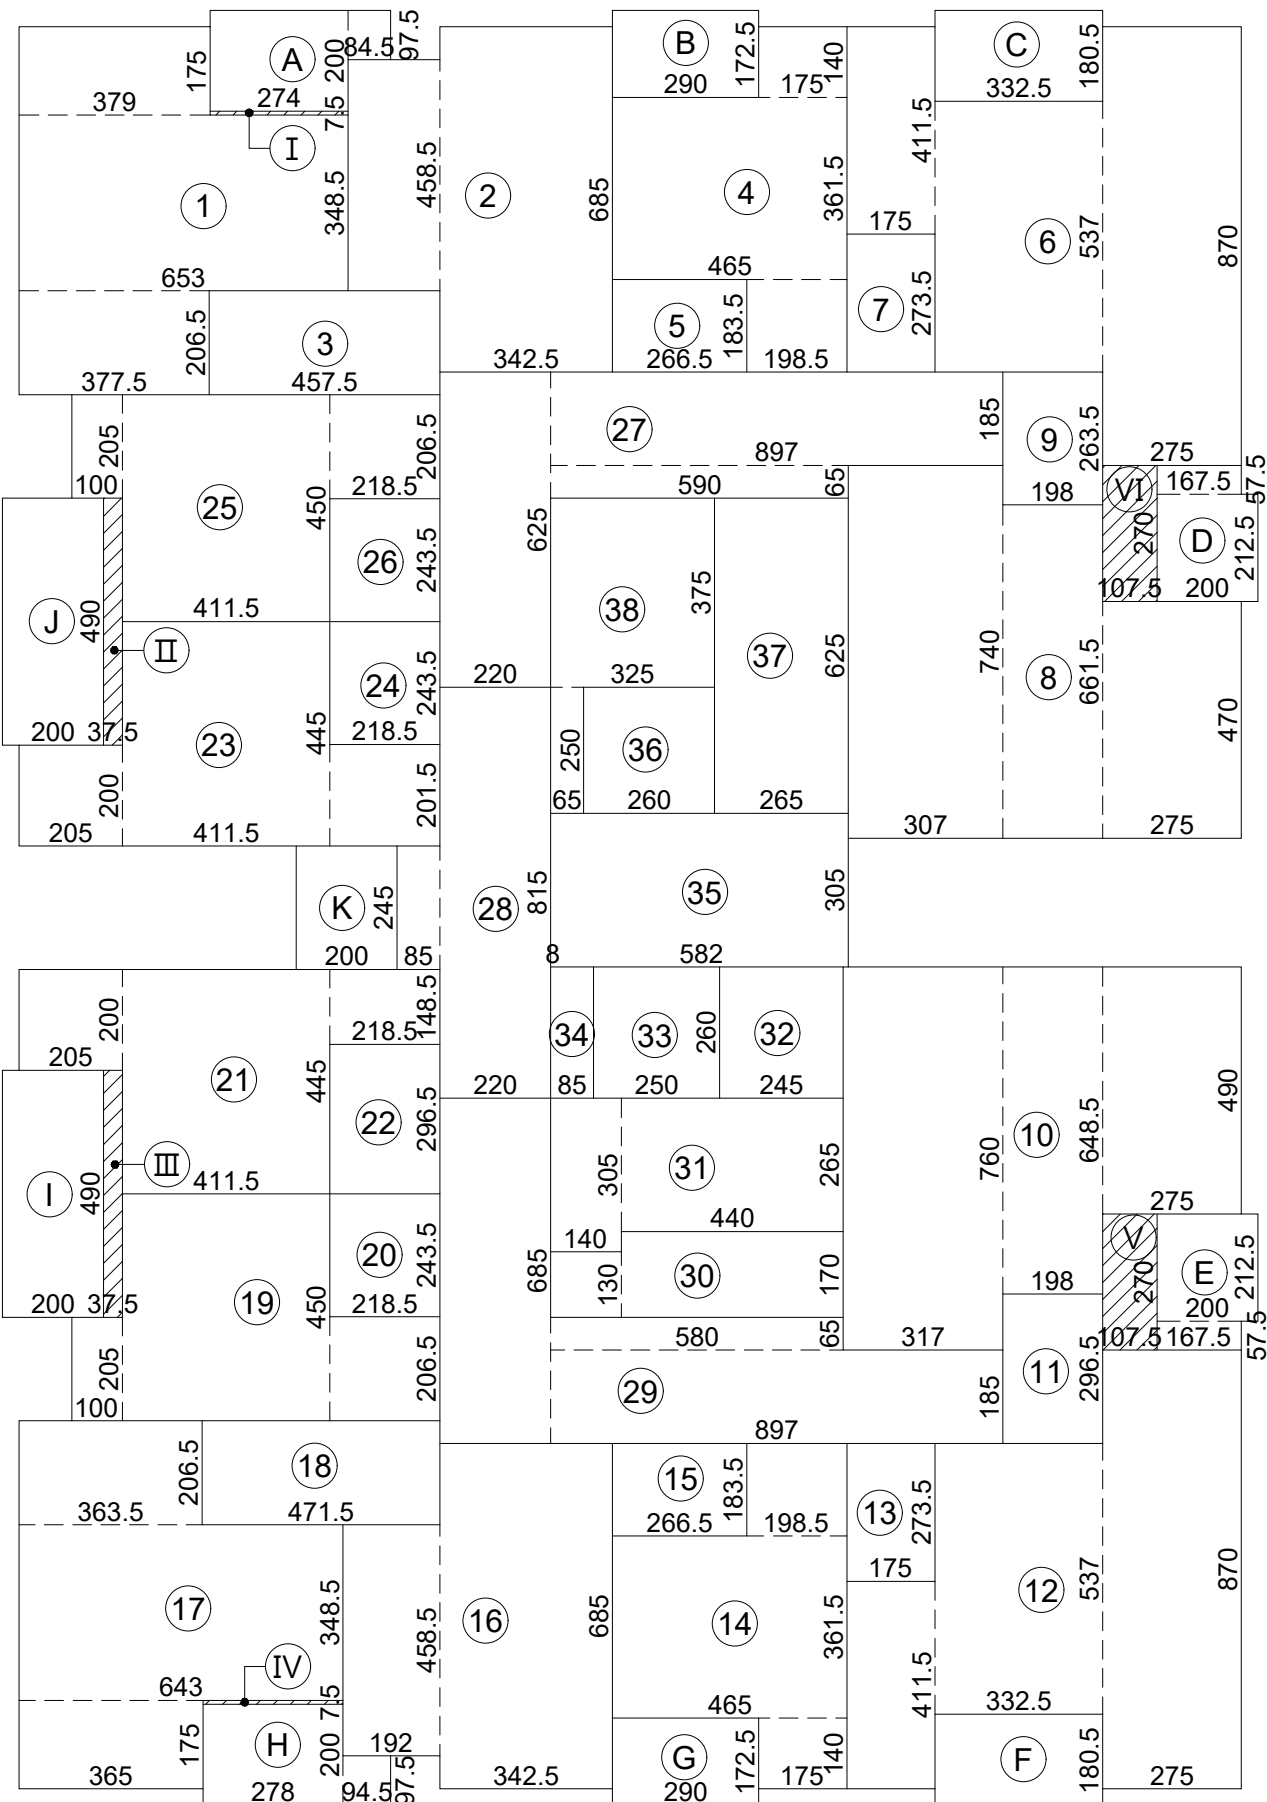 A 200 84.5 97.5 B 172.5 140 C 180.5
175 290 175 332.5
379 274 7.5
I 411.5
1 348.5 458.5 2 685 4 361.5 175 6 537 870
653 465
206.5 3 5 183.5 7 273.5
377.5 457.5 342.5 266.5 198.5
205 206.5 27 185 9 263.5
897 275
100 218.5 590 65 198 VI 167.5 57.5
25 450 625 270 D 212.5
26 243.5 375 107.5 200
J 490 411.5 38 37 625 740 8 661.5
II 24 243.5 220 325 470
200 37.5 23 445 218.5 250 36
200 201.5 65 260 265
205 411.5 307 275
K 245 28 815 35 305
200 85 8 582
200 148.5
205 218.5 34 33 260 32
21 445 220 85 250 245 490
22 296.5 10 648.5
III 305 31 265 760
I 490 411.5 440 275
20 243.5 140 V
685 130 30 170 198 270 E 212.5
200 37.5 19 450 218.5 200
580 65 317 107.5 167.5 57.5
205 206.5 29 185 11 296.5
100 897
206.5 18 15 183.5 13 273.5
363.5 471.5 266.5 198.5
175
17 348.5 458.5 16 685 14 361.5 12 537 870
IV
643 7.5 465 411.5 332.5
175 H 200 192 G 172.5 140 F 180.5
365 278 94.5 97.5 342.5 290 175 275